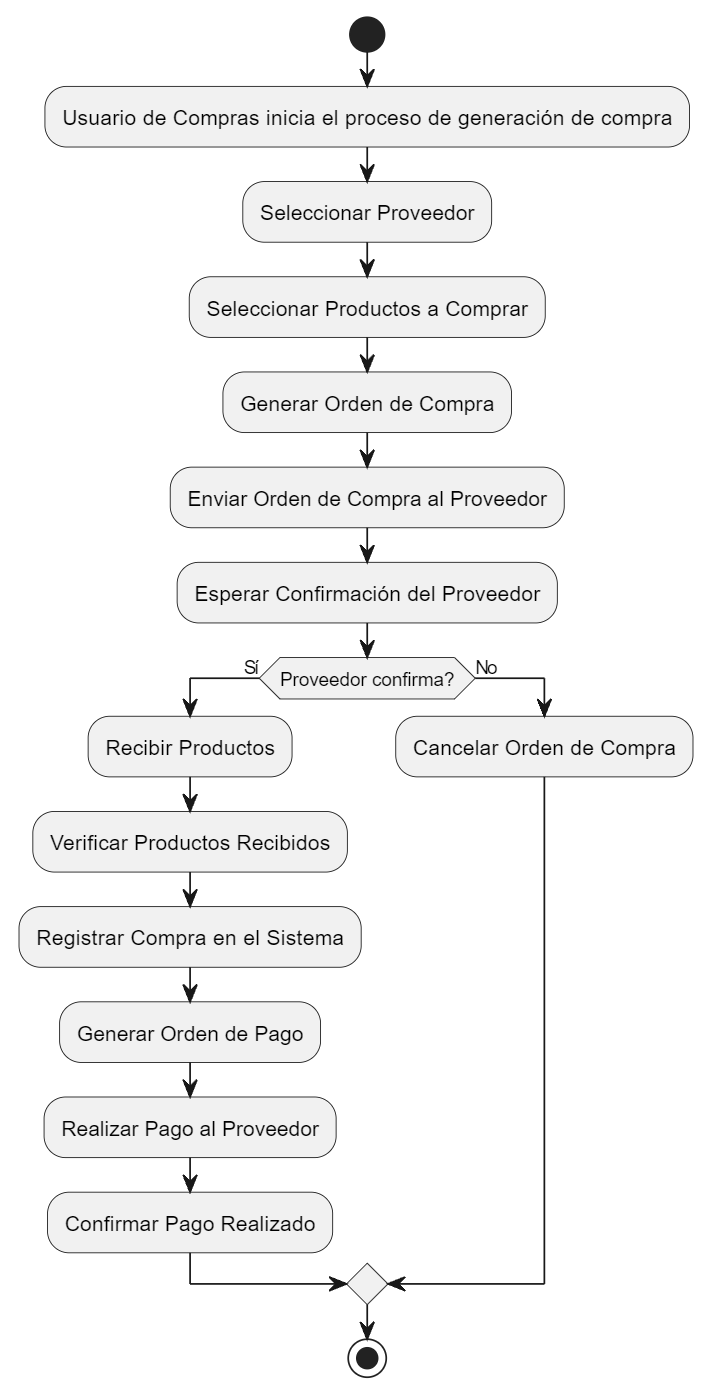 Usuario de Compras inicia el proceso de generación de compra
Seleccionar Proveedor
Seleccionar Productos a Comprar
Generar Orden de Compra
Enviar Orden de Compra al Proveedor
Esperar Confirmación del Proveedor
Sí
Proveedor confirma?
No
Recibir Productos
Cancelar Orden de Compra
Verificar Productos Recibidos
Registrar Compra en el Sistema
Generar Orden de Pago
Realizar Pago al Proveedor
Confirmar Pago Realizado